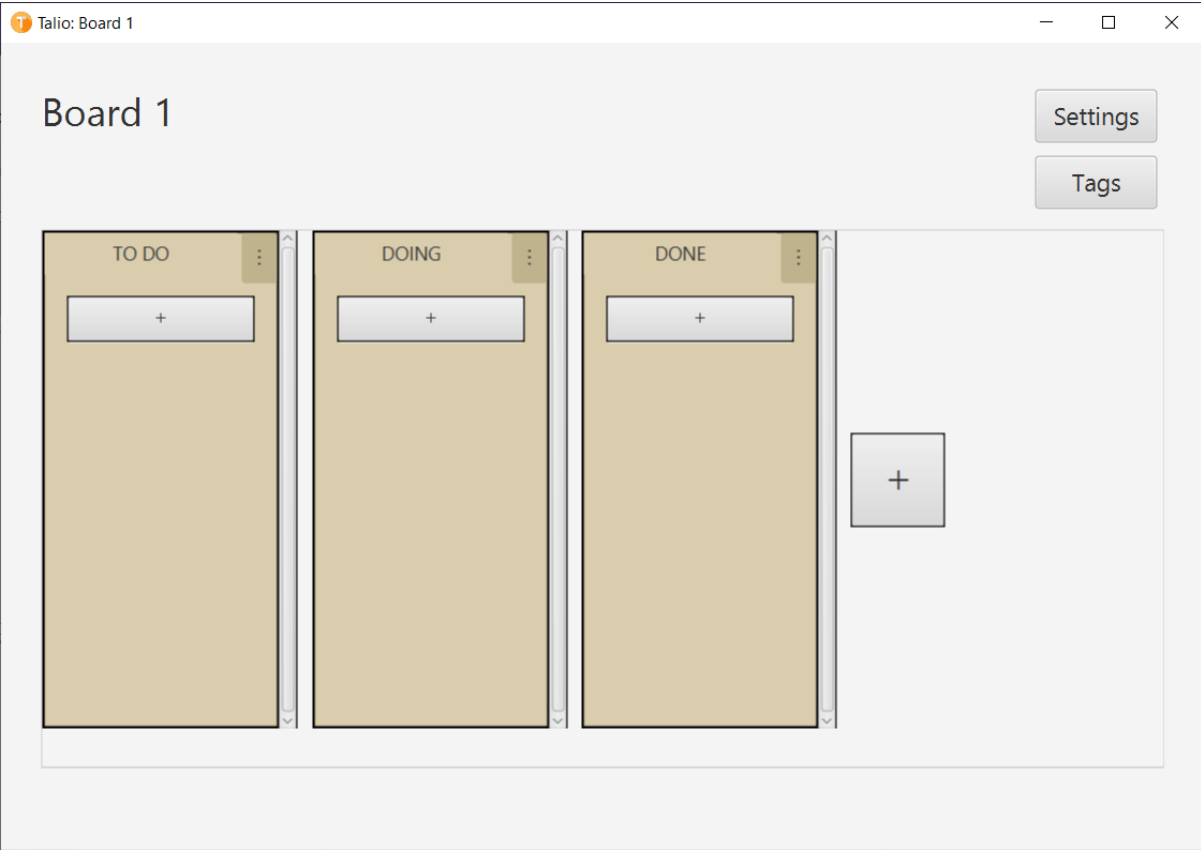 T Talio: Board 1
Board 1
Settings
Tags
TO DO
DOING
DONE
+
+
+
+